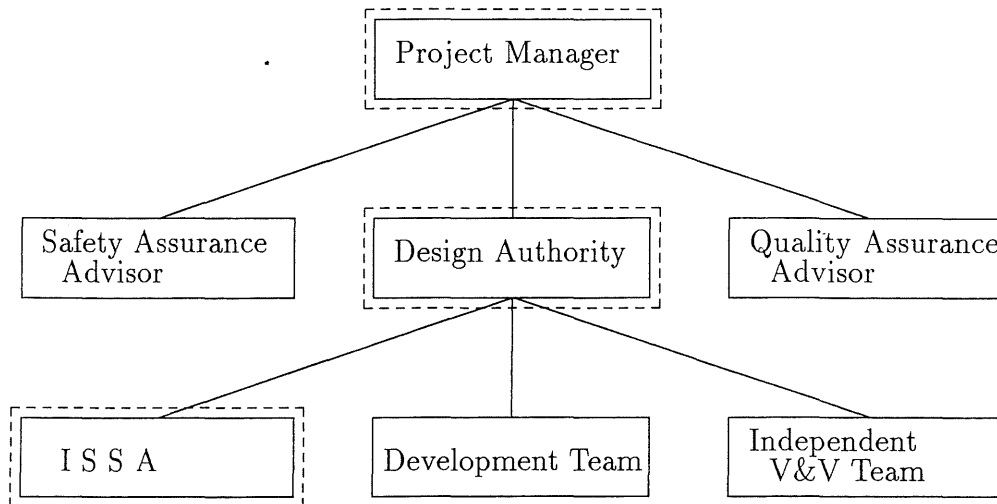 Project Manager
Safety Assurance
Advisor
Design Authority
Quality Assurance
Advisor
I S S A
Development Team
Independent
V&V Team